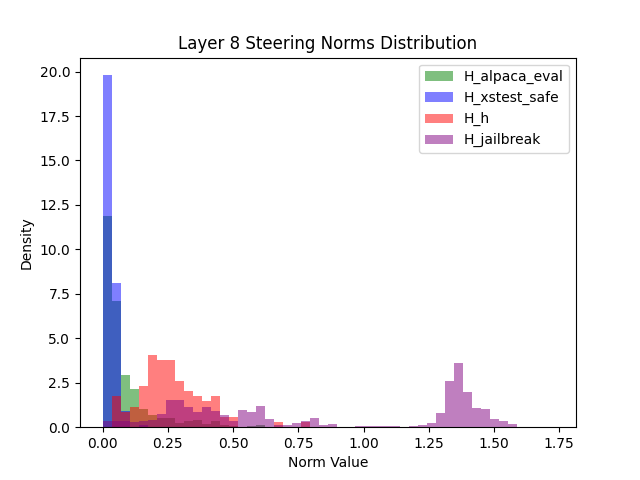 Layer 8 Steering Norms Distribution
H_alpaca_eval
H_xstest_safe
H_h
H_jailbreak
Density
20.0
17.5
15.0
12.5
10.0
7.5
5.0
2.5
0.0
0.00 0.25 0.50 0.75 1.00 1.25 1.50 1.75
Norm Value